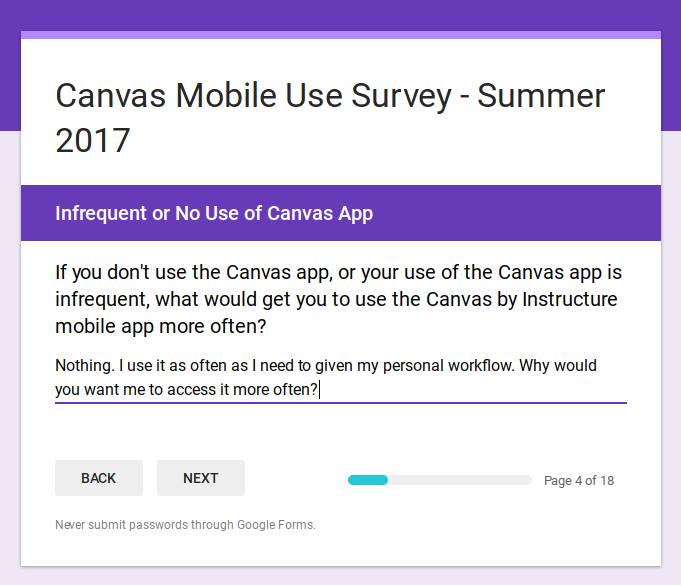 Canvas Mobile Use Survey - Summer
2017
Infrequent or No Use of Canvas App
If you don't use the Canvas app, or your use of the Canvas app is
infrequent, what would get you to use the Canvas by Instructure
mobile app more often?
Nothing. I use it as often as I need to given my personal workflow. Why would
you want me to access it more often?
BACK
NEXT
Page 4 of 18
Never submit passwords through Google Forms.